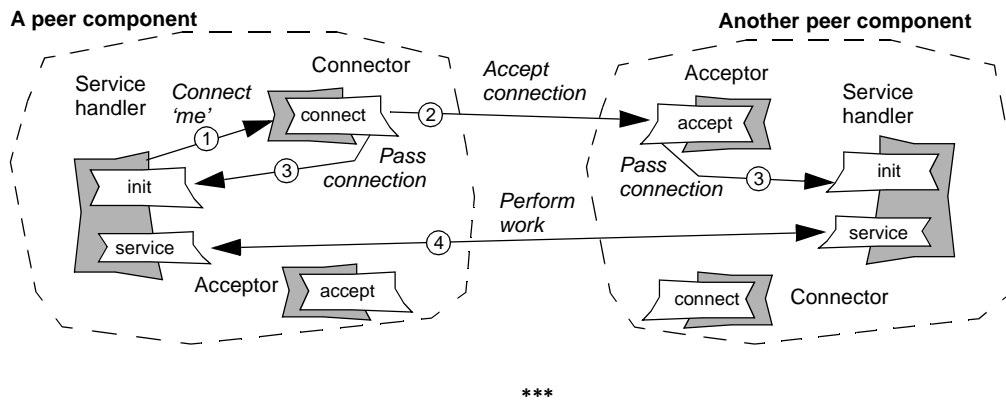 A peer component
Another peer component
Connector
Service
handler
Connect
'me'
1
connect
2
Accept
connection
Acceptor
accept
Service
handler
3
Pass
connection
init
Pass
connection
3
init
Perform
work
service
4
service
Acceptor
accept
connect
Connector
***